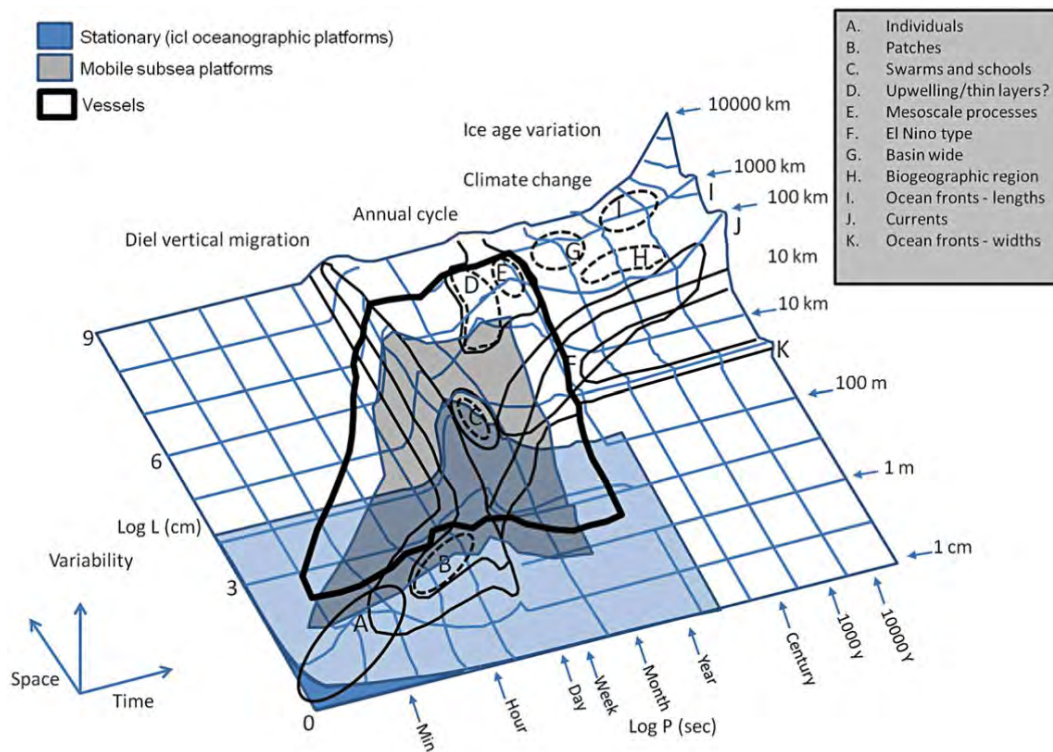 Stationary (icl oceanographic platforms)
Mobile subsea platforms
Vessels
A. Individuals
B. Patches
C. Swarms and schools
D. Upwelling/thin layers?
E. Mesoscale processes
F. El Nino type
G. Basin wide
H. Biogeographic region
I. Ocean fronts - lengths
J. Currents
K. Ocean fronts - widths
10000 km
Ice age variation
1000 km
Climate change
I
100 km
Annual cycle
I
J
Diel vertical migration
G
H
10 km
D
E
10 km
9
F
K
100 m
C
6
1 m
Log L (cm)
Variability
B
1 cm
3
A
Space
Time
0
Min
Hour
Day
Week
Month
Year
Century
1000 Y
10000 Y
Log P (sec)